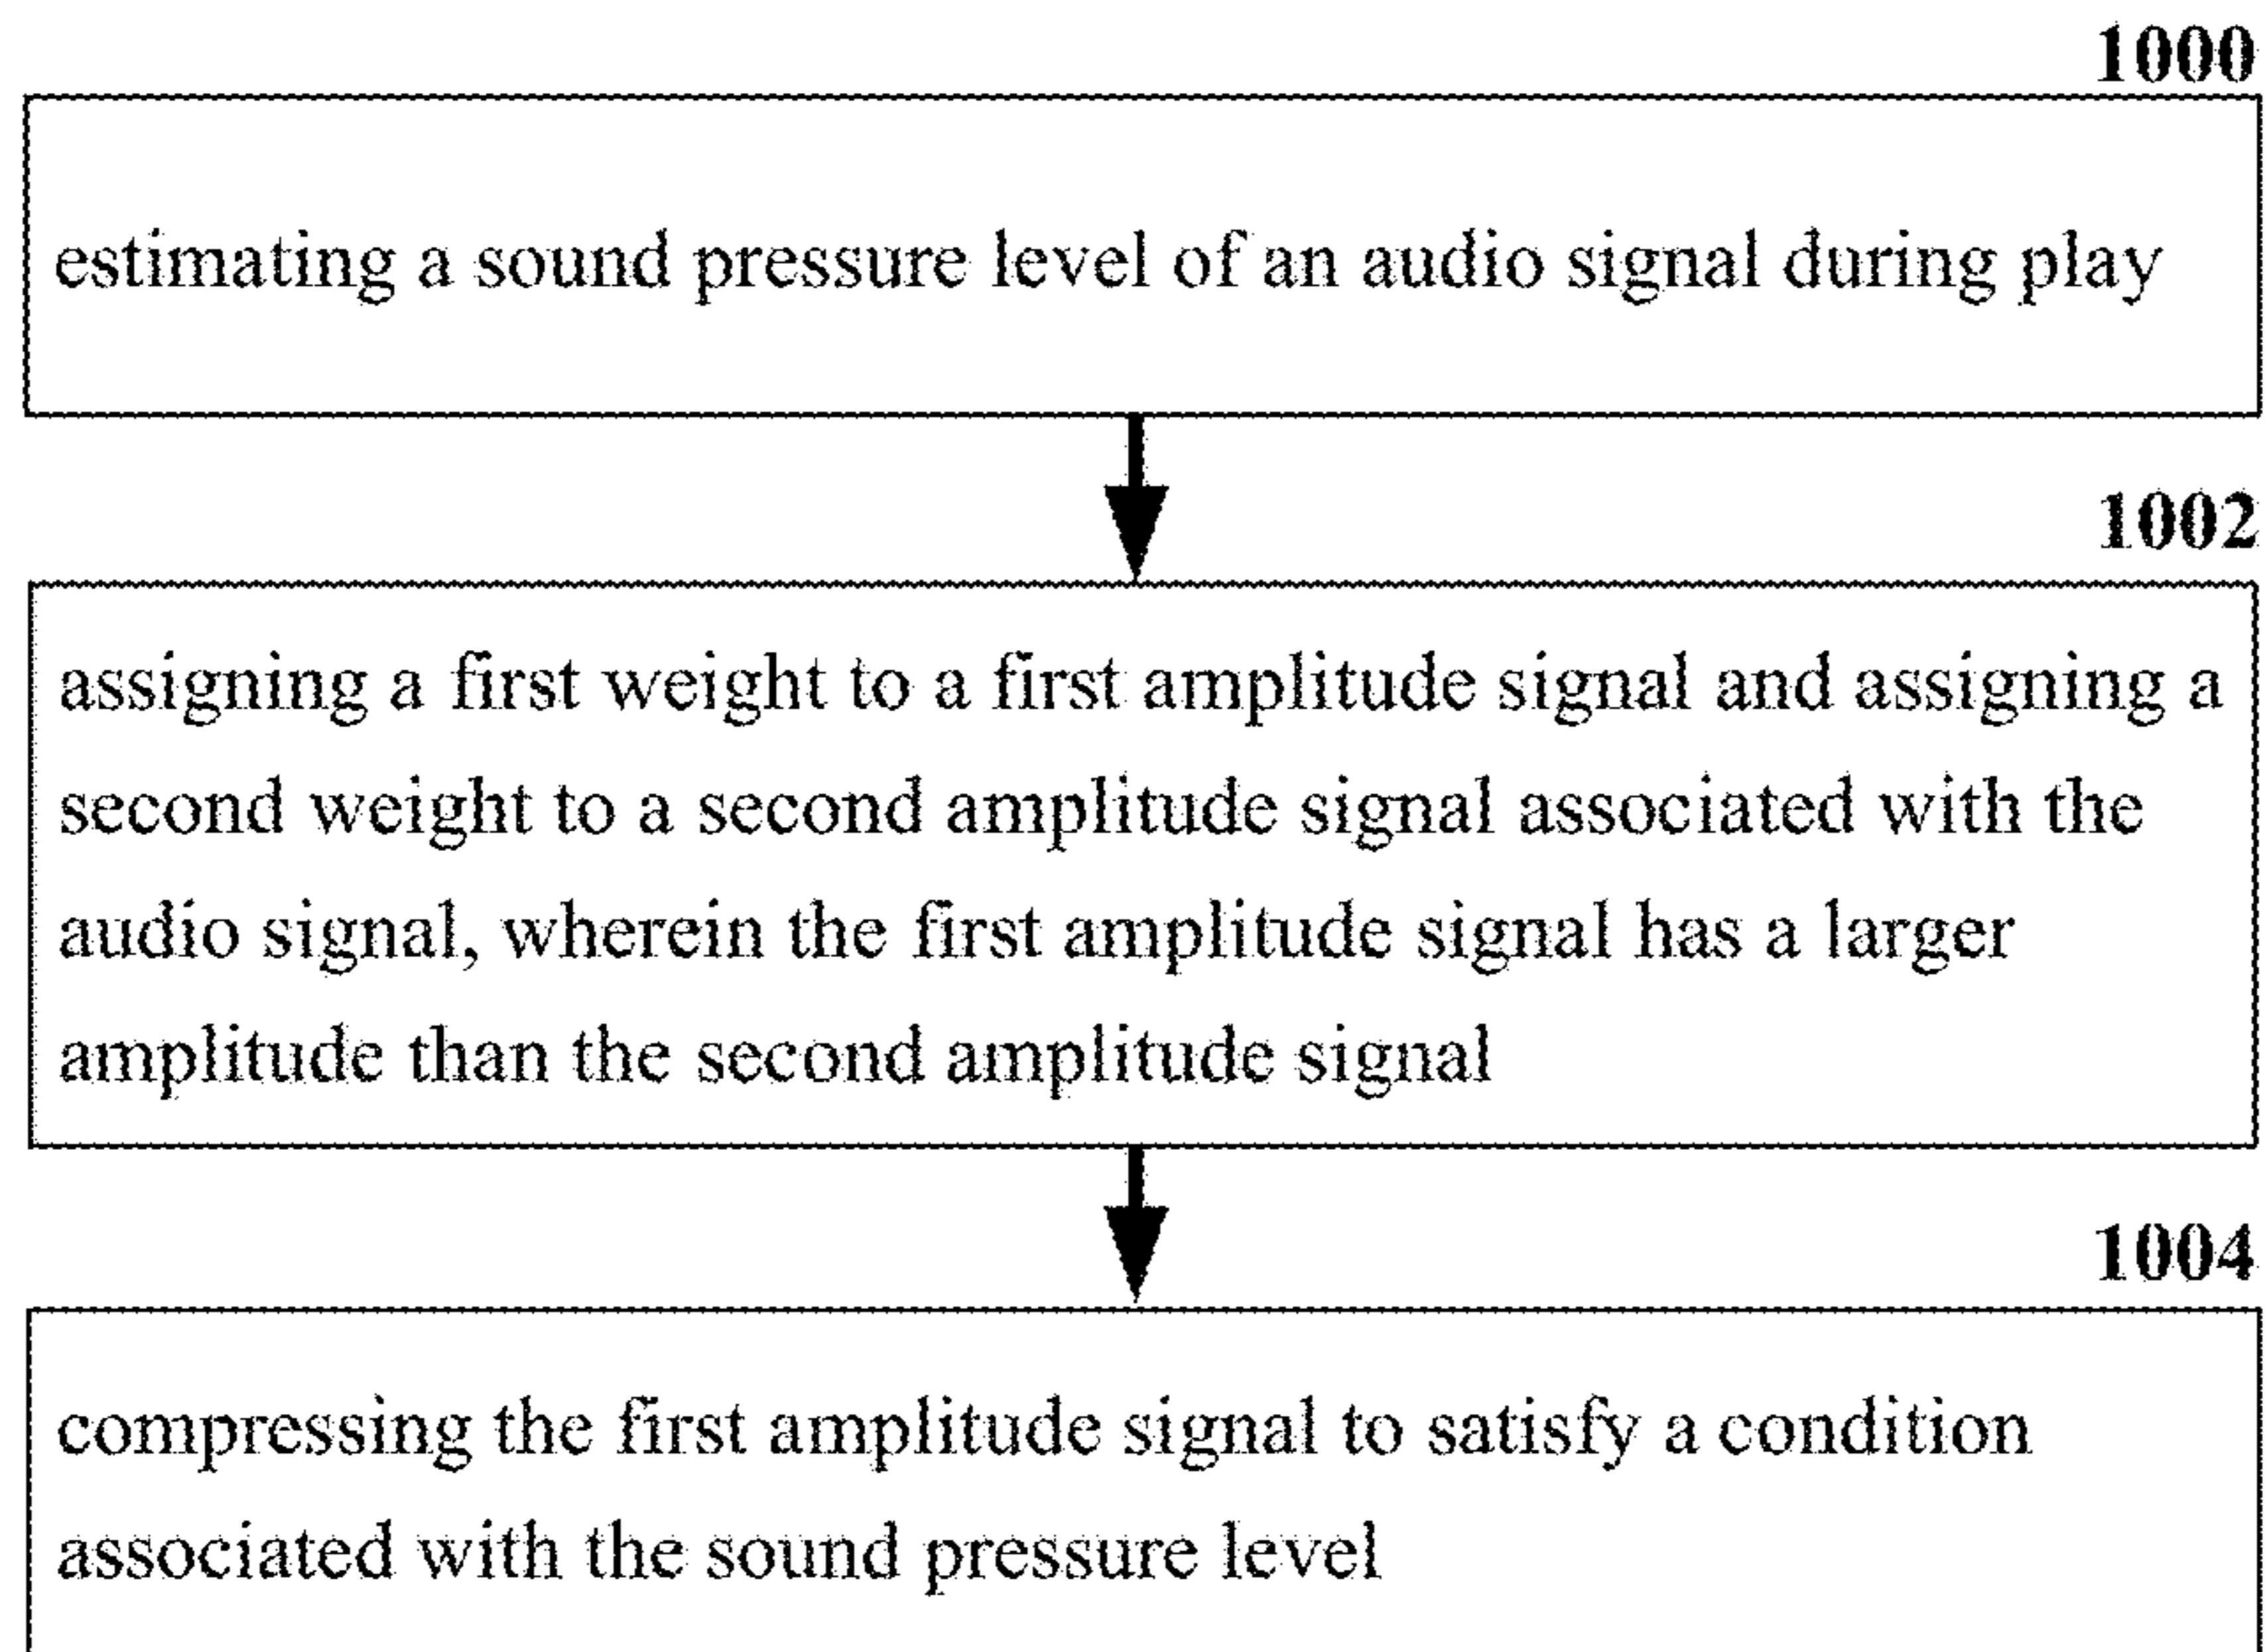 1000
estimating a sound pressure level of an audio signal during play
1002
assigning a first weight to a first amplitude signal and assigning a
second weight to a second amplitude signal associated with the
audio signal, wherein the first amplitude signal has a larger
amplitude than the second amplitude signal
1004
compressing the first amplitude signal to satisfy a condition
associated with the sound pressure level